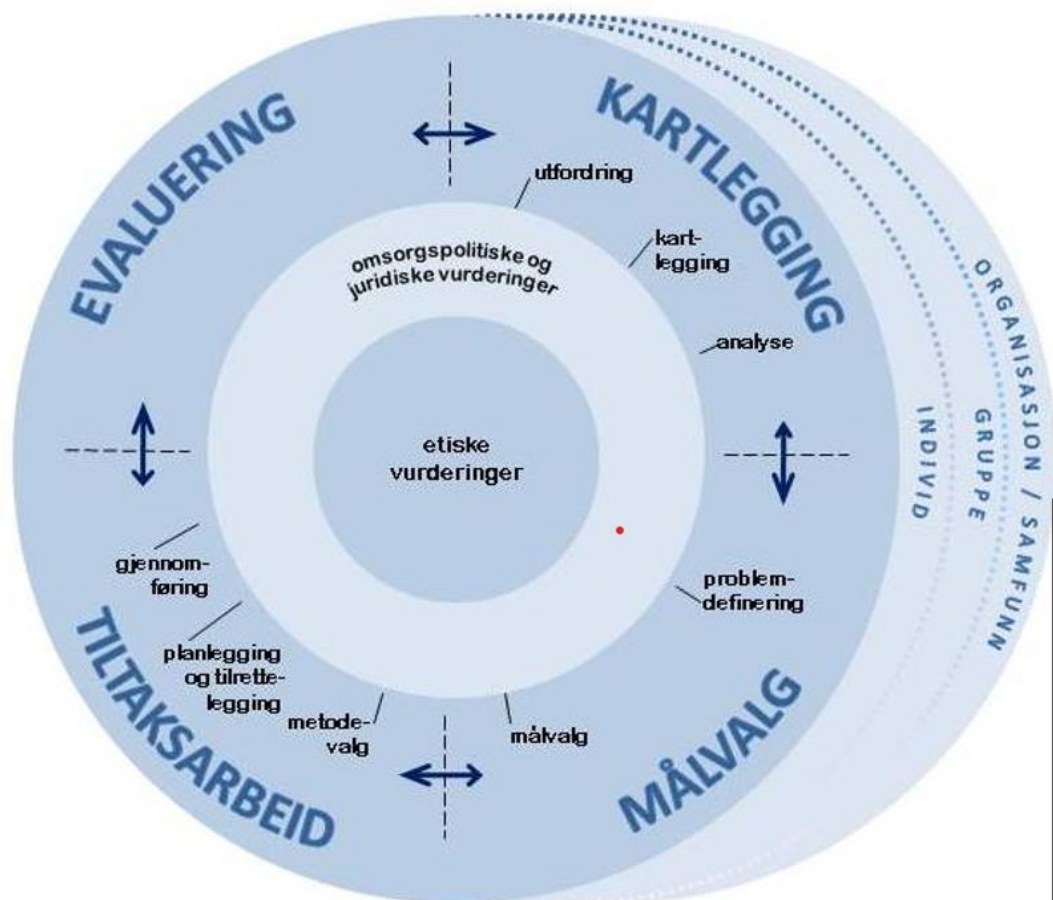 EVALUERING
KARTLEGGING
utfordring
kart-
legging
analyse
omsorgspolitiske og
juridiske vurderinger
etiske
vurderinger
INDIVID
GRUPPE
ORGANISASJON / SAMFUNN
problem-
definering
MÅLVALG
målvalg
metode-
valg
planlegging
og tilrette-
legging
gjennom-
føring
TILTAKSARBEID